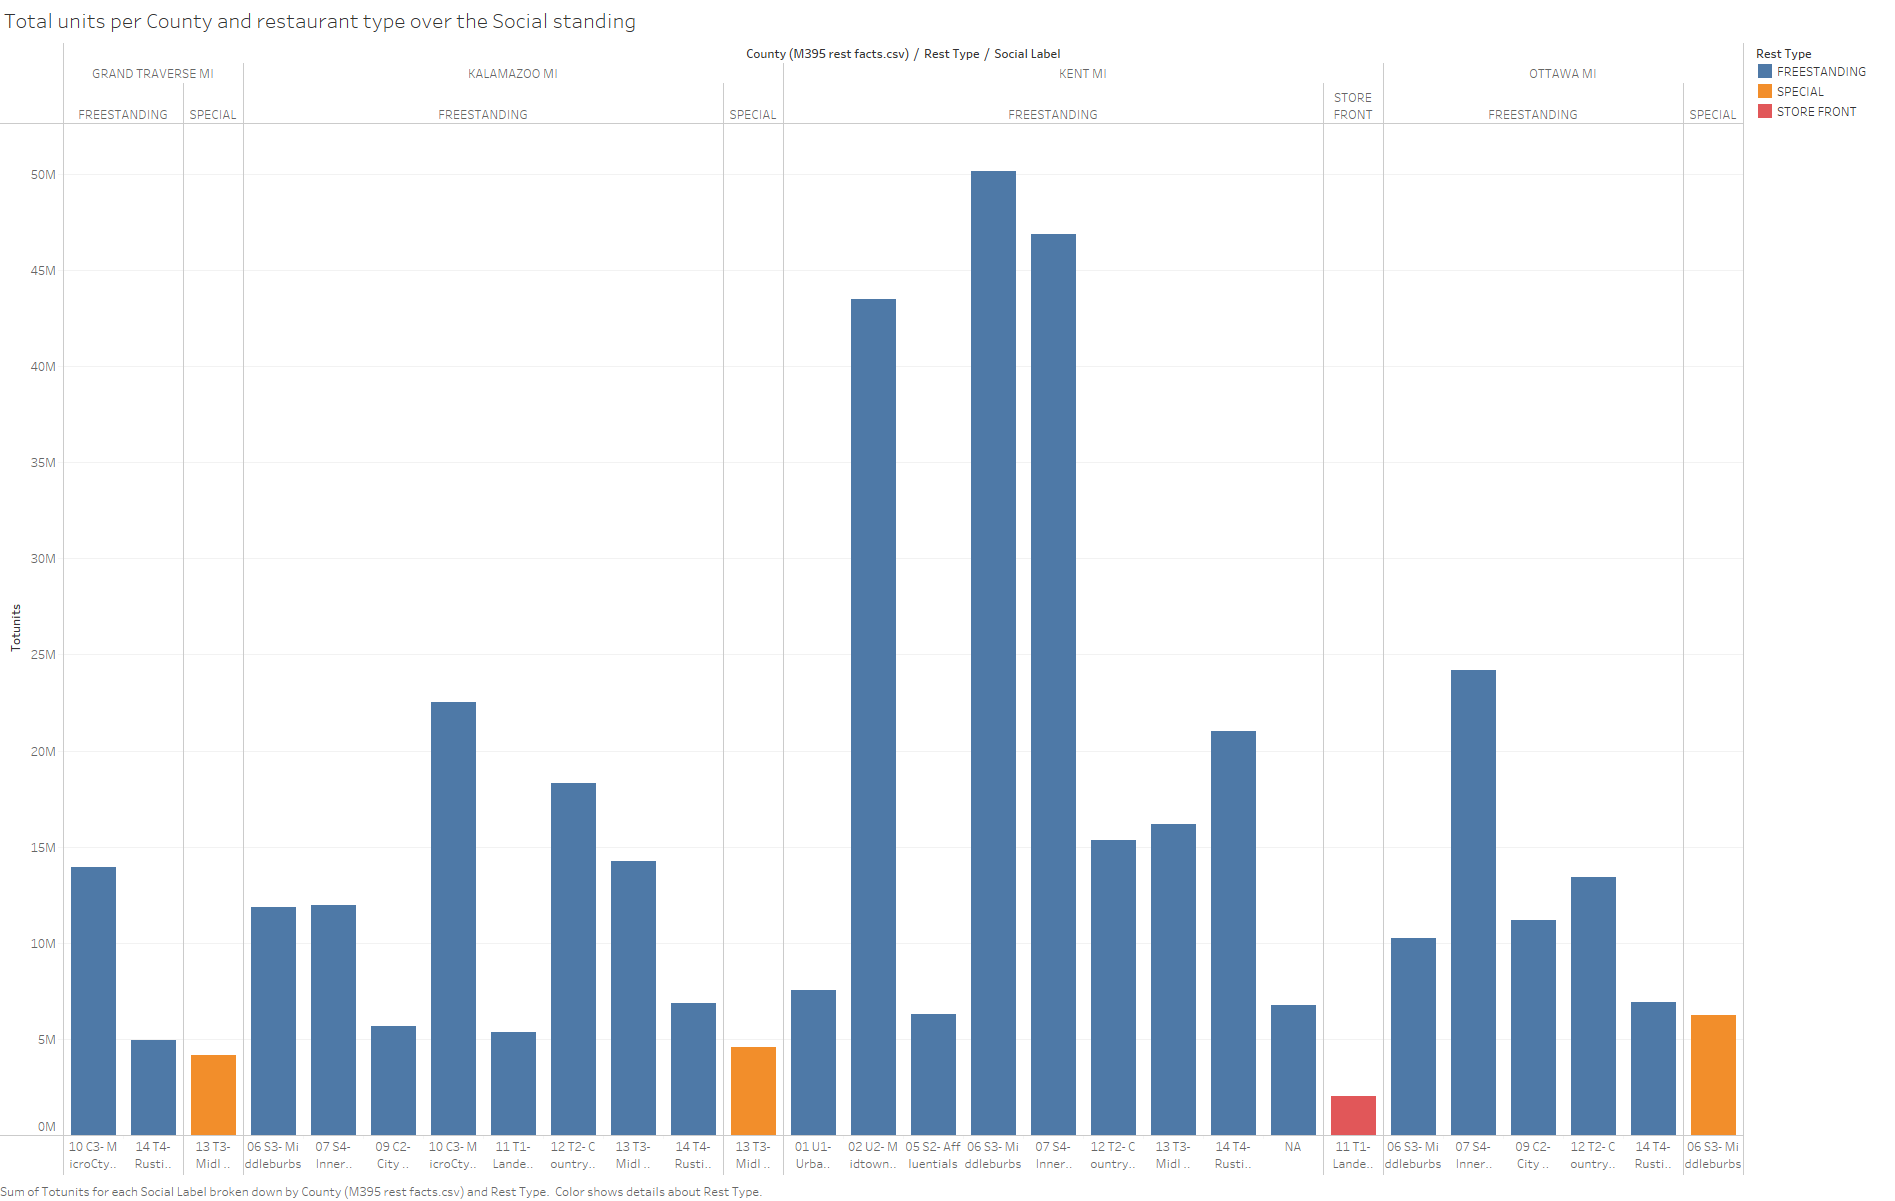 Total units per County and restaurant type over the Social standing
County (M395 rest facts.csv) / Rest Type / Social Label
Rest Type
FREESTANDING
SPECIAL
STORE FRONT
GRAND TRAVERSE MI
KALAMAZOO MI
KENT MI
OTTAWA MI
FREESTANDING
SPECIAL
FREESTANDING
SPECIAL
FREESTANDING
STORE
FRONT
FREESTANDING
SPECIAL
50M
45M
40M
35M
30M
25M
20M
15M
10M
5M
0M
Totunits
10 C3- M
icroCty..
14 T4-
Rusti..
13 T3-
Midl ..
06 S3- Mi
ddleburbs
07 S4-
Inner..
09 C2-
City ..
10 C3- M
icroCty..
11 T1-
Lande..
12 T2- C
ountry..
13 T3-
Midl ..
14 T4-
Rusti..
13 T3-
Midl ..
01 U1-
Urba..
02 U2- M
idtown..
05 S2- Aff
luentials
06 S3- Mi
ddleburbs
07 S4-
Inner..
12 T2- C
ountry..
13 T3-
Midl ..
14 T4-
Rusti..
NA
11 T1-
Lande..
06 S3- Mi
ddleburbs
07 S4-
Inner..
09 C2-
City ..
12 T2- C
ountry..
14 T4-
Rusti..
06 S3- Mi
ddleburbs
Sum of Totunits for each Social Label broken down by County (M395 rest facts.csv) and Rest Type.  Color shows details about Rest Type.